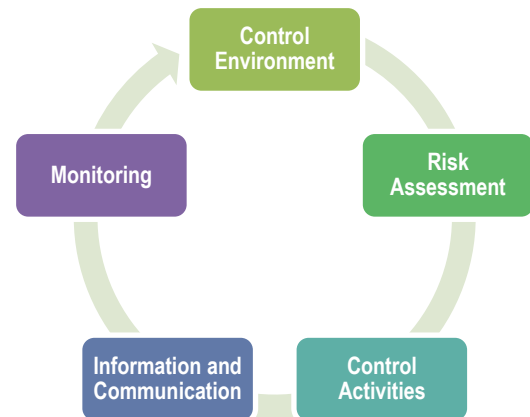 Control
Environment
Risk
Assessment
Control
Activities
Information and
Communication
Monitoring